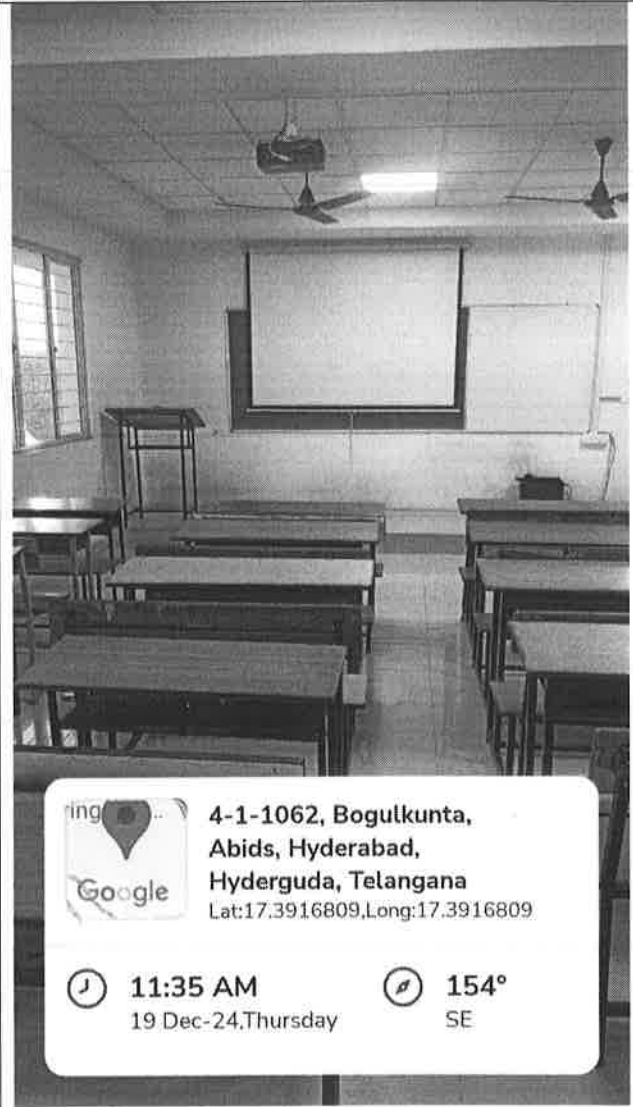 ring
Google
4-1-1062, Bogulkunta,
Abids, Hyderabad,
Hyderguda, Telangana
Lat:17.3916809,Long:17.3916809
11:35 AM
19 Dec-24,Thursday
154°
SE